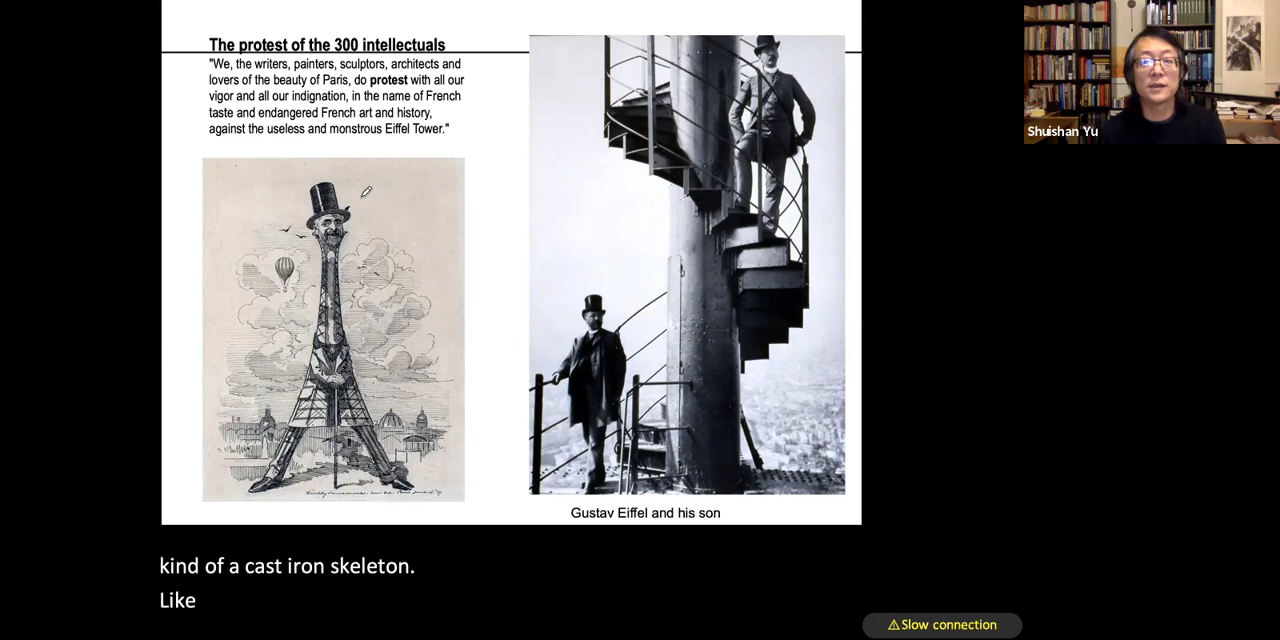 The protest of the 300 intellectuals
"We, the writers, painters, sculptors, architects and
lovers of the beauty of Paris, do protest with all our
vigor and all our indignation, in the name of French
taste and endangered French art and history,
against the useless and monstrous Eiffel Tower."
Gustav Eiffel and his son
Shuishan Yu
kind of a cast iron skeleton.
Like
⚠Slow connection